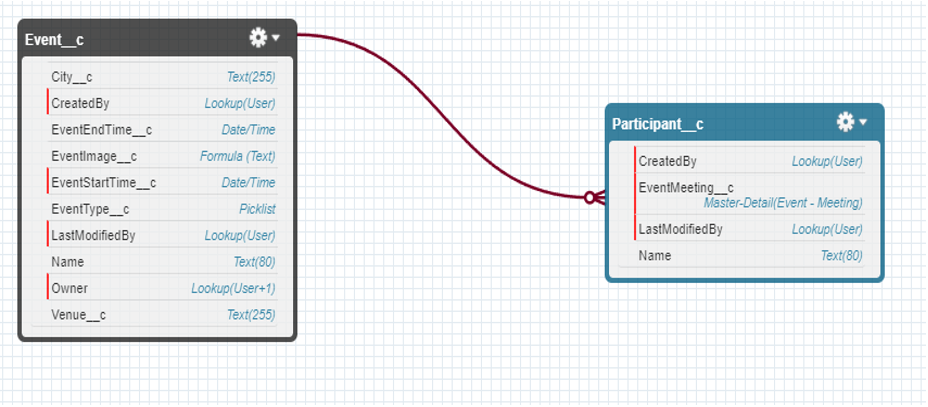 Event__c
City__c Text(255)
CreatedBy Lookup(User)
EventEndTime__c Date/Time
EventImage__c Formula (Text)
EventStartTime__c Date/Time
EventType__c Picklist
LastModifiedBy Lookup(User)
Name Text(80)
Owner Lookup(User+1)
Venue__c Text(255)
Participant__c
CreatedBy Lookup(User)
EventMeeting__c
Master-Detail(Event - Meeting)
LastModifiedBy Lookup(User)
Name Text(80)